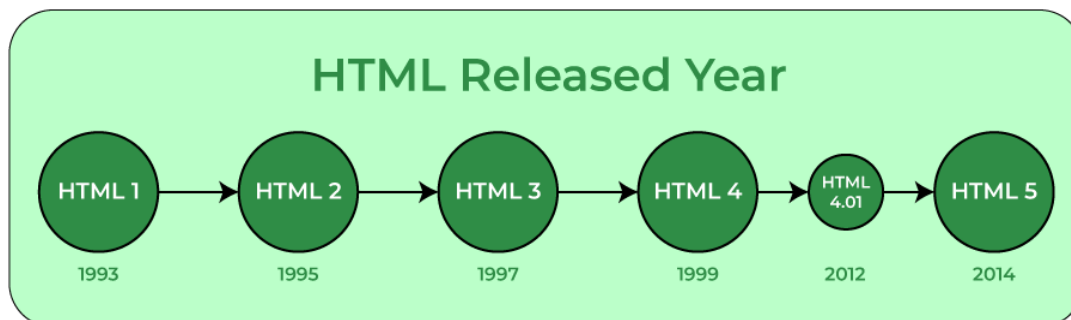 HTML Released Year
HTML 1
HTML 2
HTML 3
HTML 4
HTML
4.01
HTML 5
1993
1995
1997
1999
2012
2014